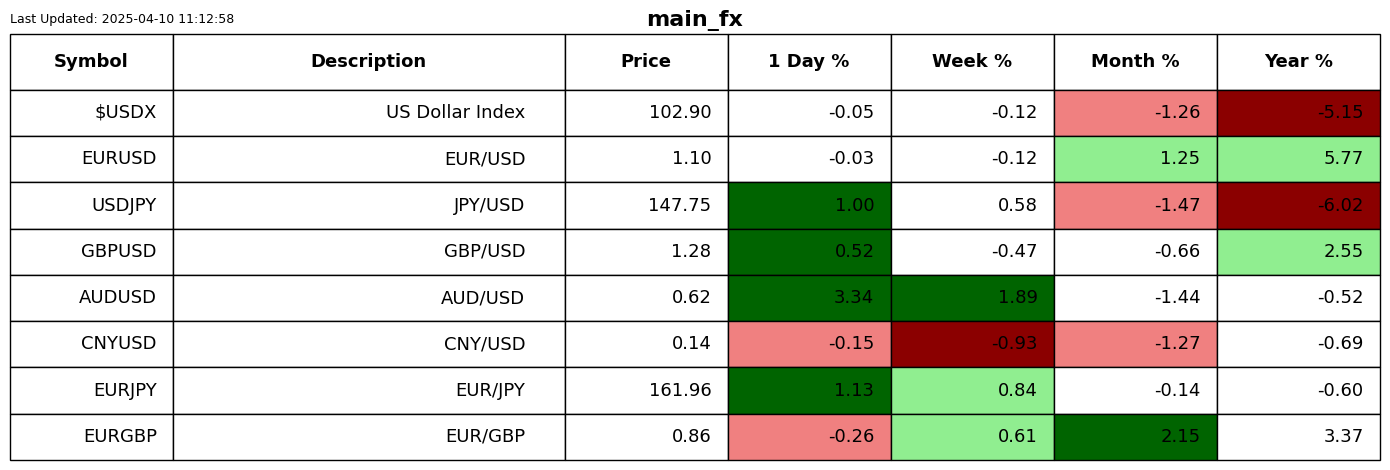 Last Updated: 2025-04-10 11:12:58
main_fx
Symbol Description Price 1 Day % Week % Month % Year %
$USDX US Dollar Index 102.90 -0.05 -0.12 -1.26 -5.15
EURUSD EUR/USD 1.10 -0.03 -0.12 1.25 5.77
USDJPY JPY/USD 147.75 1.00 0.58 -1.47 -6.02
GBPUSD GBP/USD 1.28 0.52 -0.47 -0.66 2.55
AUDUSD AUD/USD 0.62 3.34 1.89 -1.44 -0.52
CNYUSD CNY/USD 0.14 -0.15 -0.93 -1.27 -0.69
EURJPY EUR/JPY 161.96 1.13 0.84 -0.14 -0.60
EURGBP EUR/GBP 0.86 -0.26 0.61 2.15 3.37